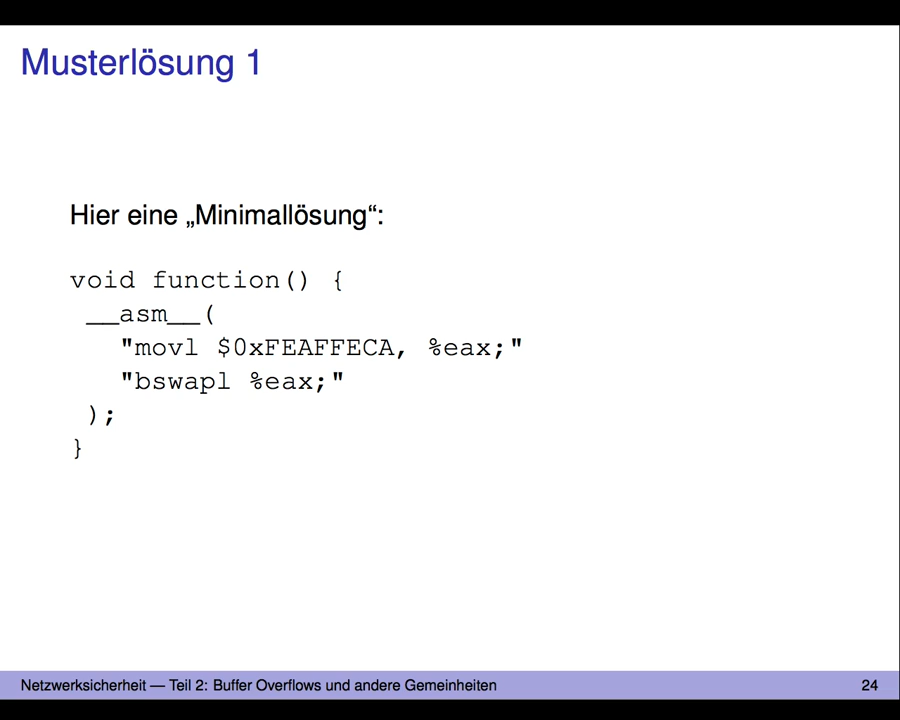 Musterlösung 1
Hier eine „Minimallösung“:
void function() {
__asm__(
"movl $0xFEAFFECA, %eax;"
"bswapl %eax;"
);
}
Netzwerksicherheit — Teil 2: Buffer Overflows und andere Gemeinheiten 24